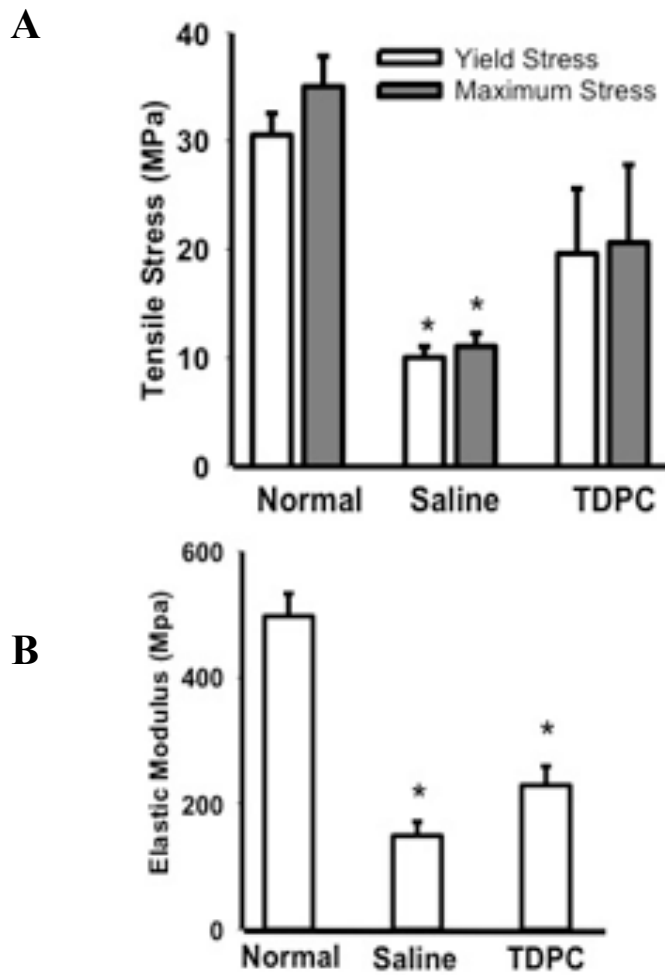 A
Tensile Stress (MPa)
40
30
20
10
0
Yield Stress
Maximum Stress
*
*
Normal Saline TDPC
B
Elastic Modulus (Mpa)
600
400
200
0
*
*
Normal Saline TDPC